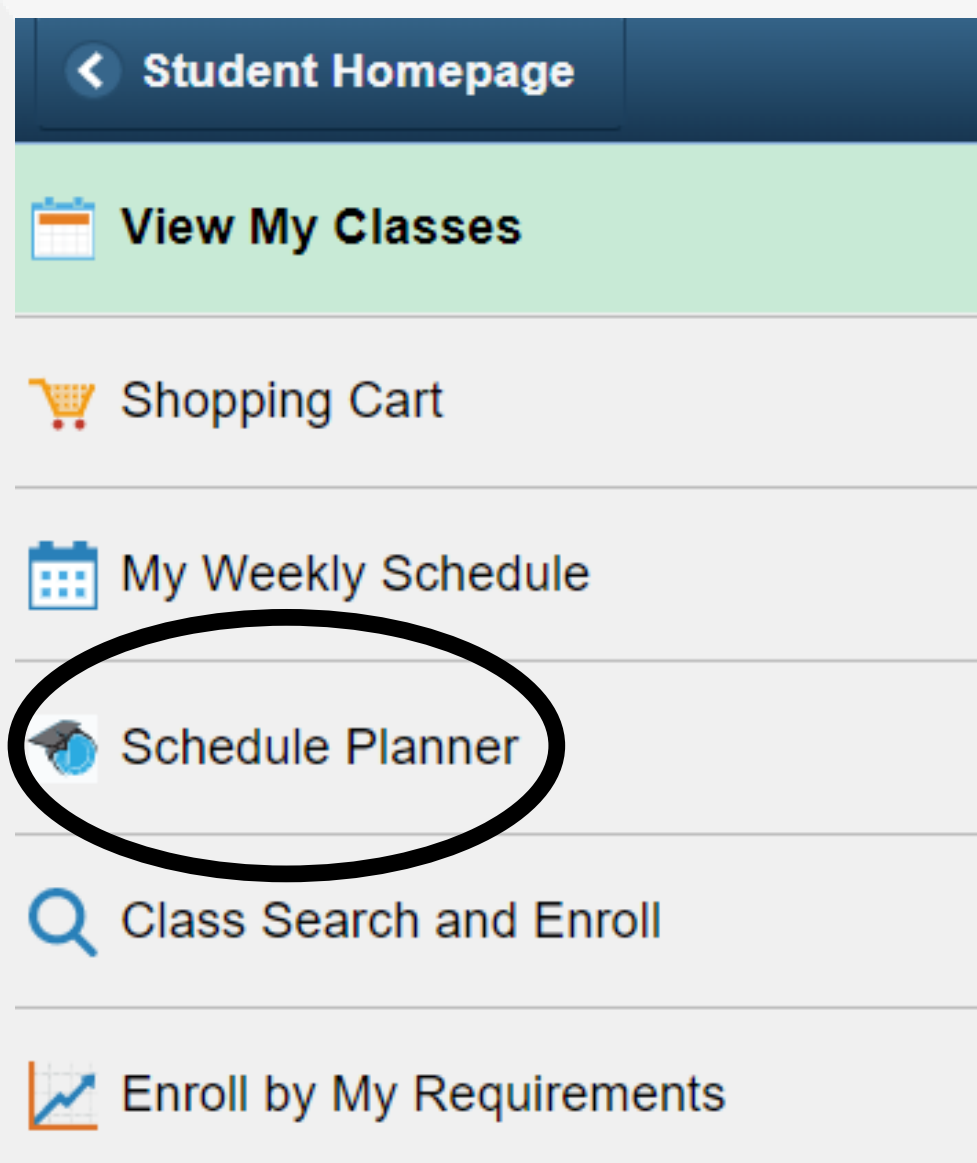 Student Homepage
View My Classes
Shopping Cart
My Weekly Schedule
Schedule Planner
Class Search and Enroll
Enroll by My Requirements